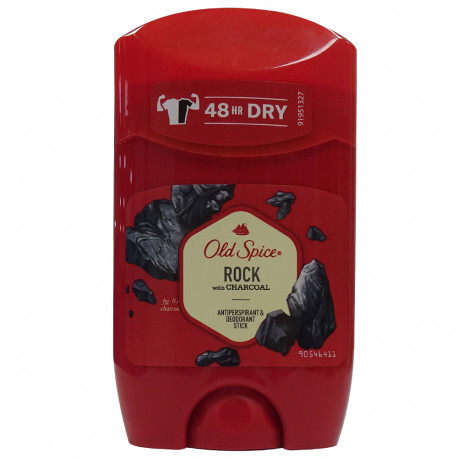 48 HR DRY
91951327
Old Spice®
ROCK
with CHARCOAL
ANTIPERSPIRANT &
DEODORANT
STICK
90546411